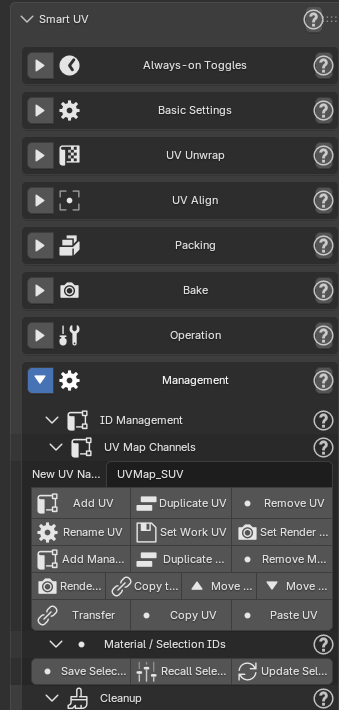 Smart UV
Always-on Toggles
Basic Settings
UV Unwrap
UV Align
Packing
Bake
Operation
Management
ID Management
UV Map Channels
New UV Na... UVMap_SUV
Add UV Duplicate UV Remove UV
Rename UV Set Work UV Set Render ...
Add Mana... Duplicate ... Remove M...
Rende... Copy t... Move ... Move ...
Transfer Copy UV Paste UV
Material / Selection IDs
Save Selec... Recall Sele... Update Sel...
Cleanup